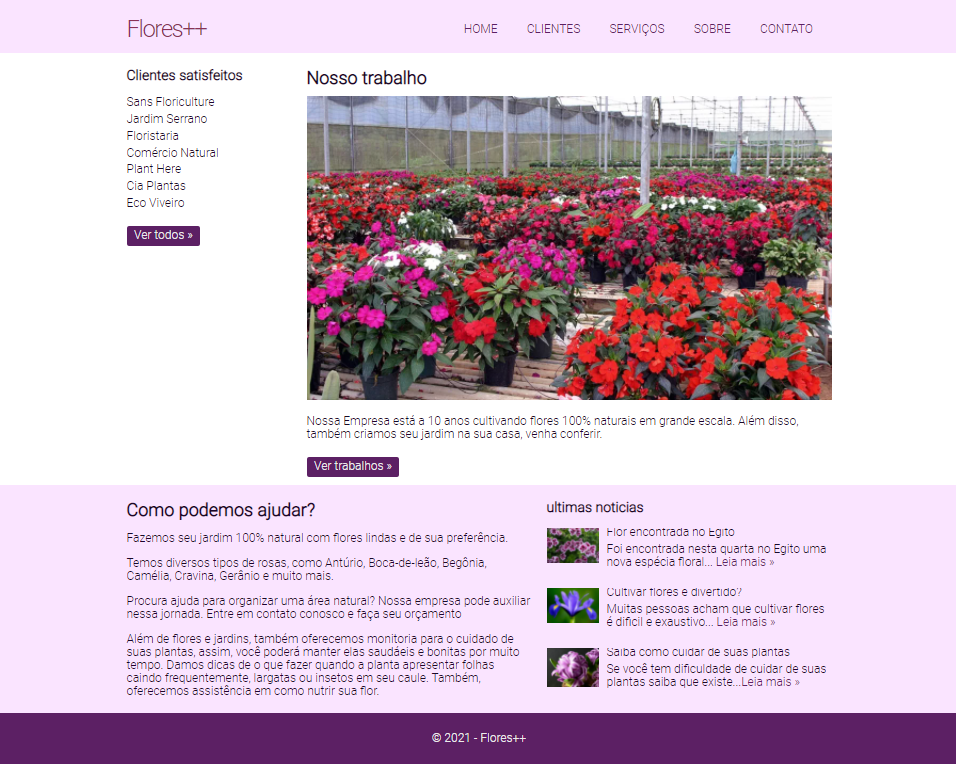 Flores++
HOME CLIENTES SERVIÇOS SOBRE CONTATO
Clientes satisfeitos
Sans Floriculture
Jardim Serrano
Floristaria
Comércio Natural
Plant Here
Cia Plantas
Eco Viveiro
Ver todos »
Nosso trabalho
Nossa Empresa está a 10 anos cultivando flores 100% naturais em grande escala. Além disso,
também criamos seu jardim na sua casa, venha conferir.
Ver trabalhos »
Como podemos ajudar?
Fazemos seu jardim 100% natural com flores lindas e de sua preferência.
Temos diversos tipos de rosas, como Antúrio, Boca-de-leão, Begônia,
Camélia, Cravina, Gerânio e muito mais.
Procura ajuda para organizar uma área natural? Nossa empresa pode auxiliar
nessa jornada. Entre em contato conosco e faça seu orçamento
Além de flores e jardins, também oferecemos monitoria para o cuidado de
suas plantas, assim, você poderá manter elas saudáeis e bonitas por muito
tempo. Damos dicas de o que fazer quando a planta apresentar folhas
caindo frequentemente, largatas ou insetos em seu caule. Também,
oferecemos assistência em como nutrir sua flor.
ultimas noticias
Flor encontrada no Egito
Foi encontrada nesta quarta no Egito uma
nova espécia floral... Leia mais »
Cultivar flores é divertido?
Muitas pessoas acham que cultivar flores
é dificil e exaustivo... Leia mais »
Saiba como cuidar de suas plantas
Se você tem dificuldade de cuidar de suas
plantas saiba que existe...Leia mais »
© 2021 - Flores++